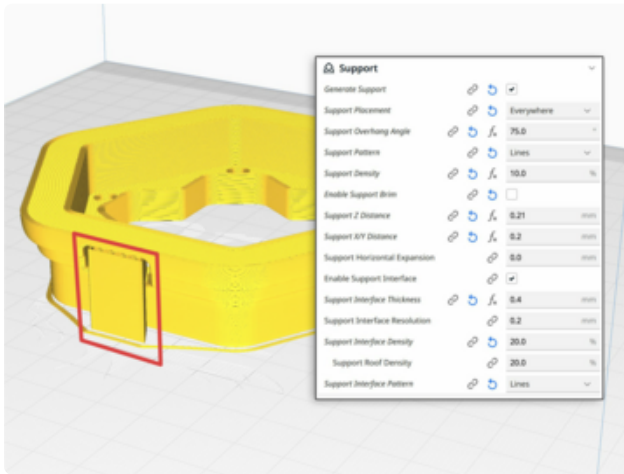 Support
Generate Support
Support Placement Everywhere
Support Overhang Angle 75.0 °
Support Pattern Lines
Support Density 10.0 %
Enable Support Brim
Support Z Distance 0.21 mm
Support X/Y Distance 0.2 mm
Support Horizontal Expansion 0.0 mm
Enable Support Interface
Support Interface Thickness 0.4 mm
Support Interface Resolution 0.2 mm
Support Interface Density 20.0 %
Support Roof Density 20.0 %
Support Interface Pattern Lines